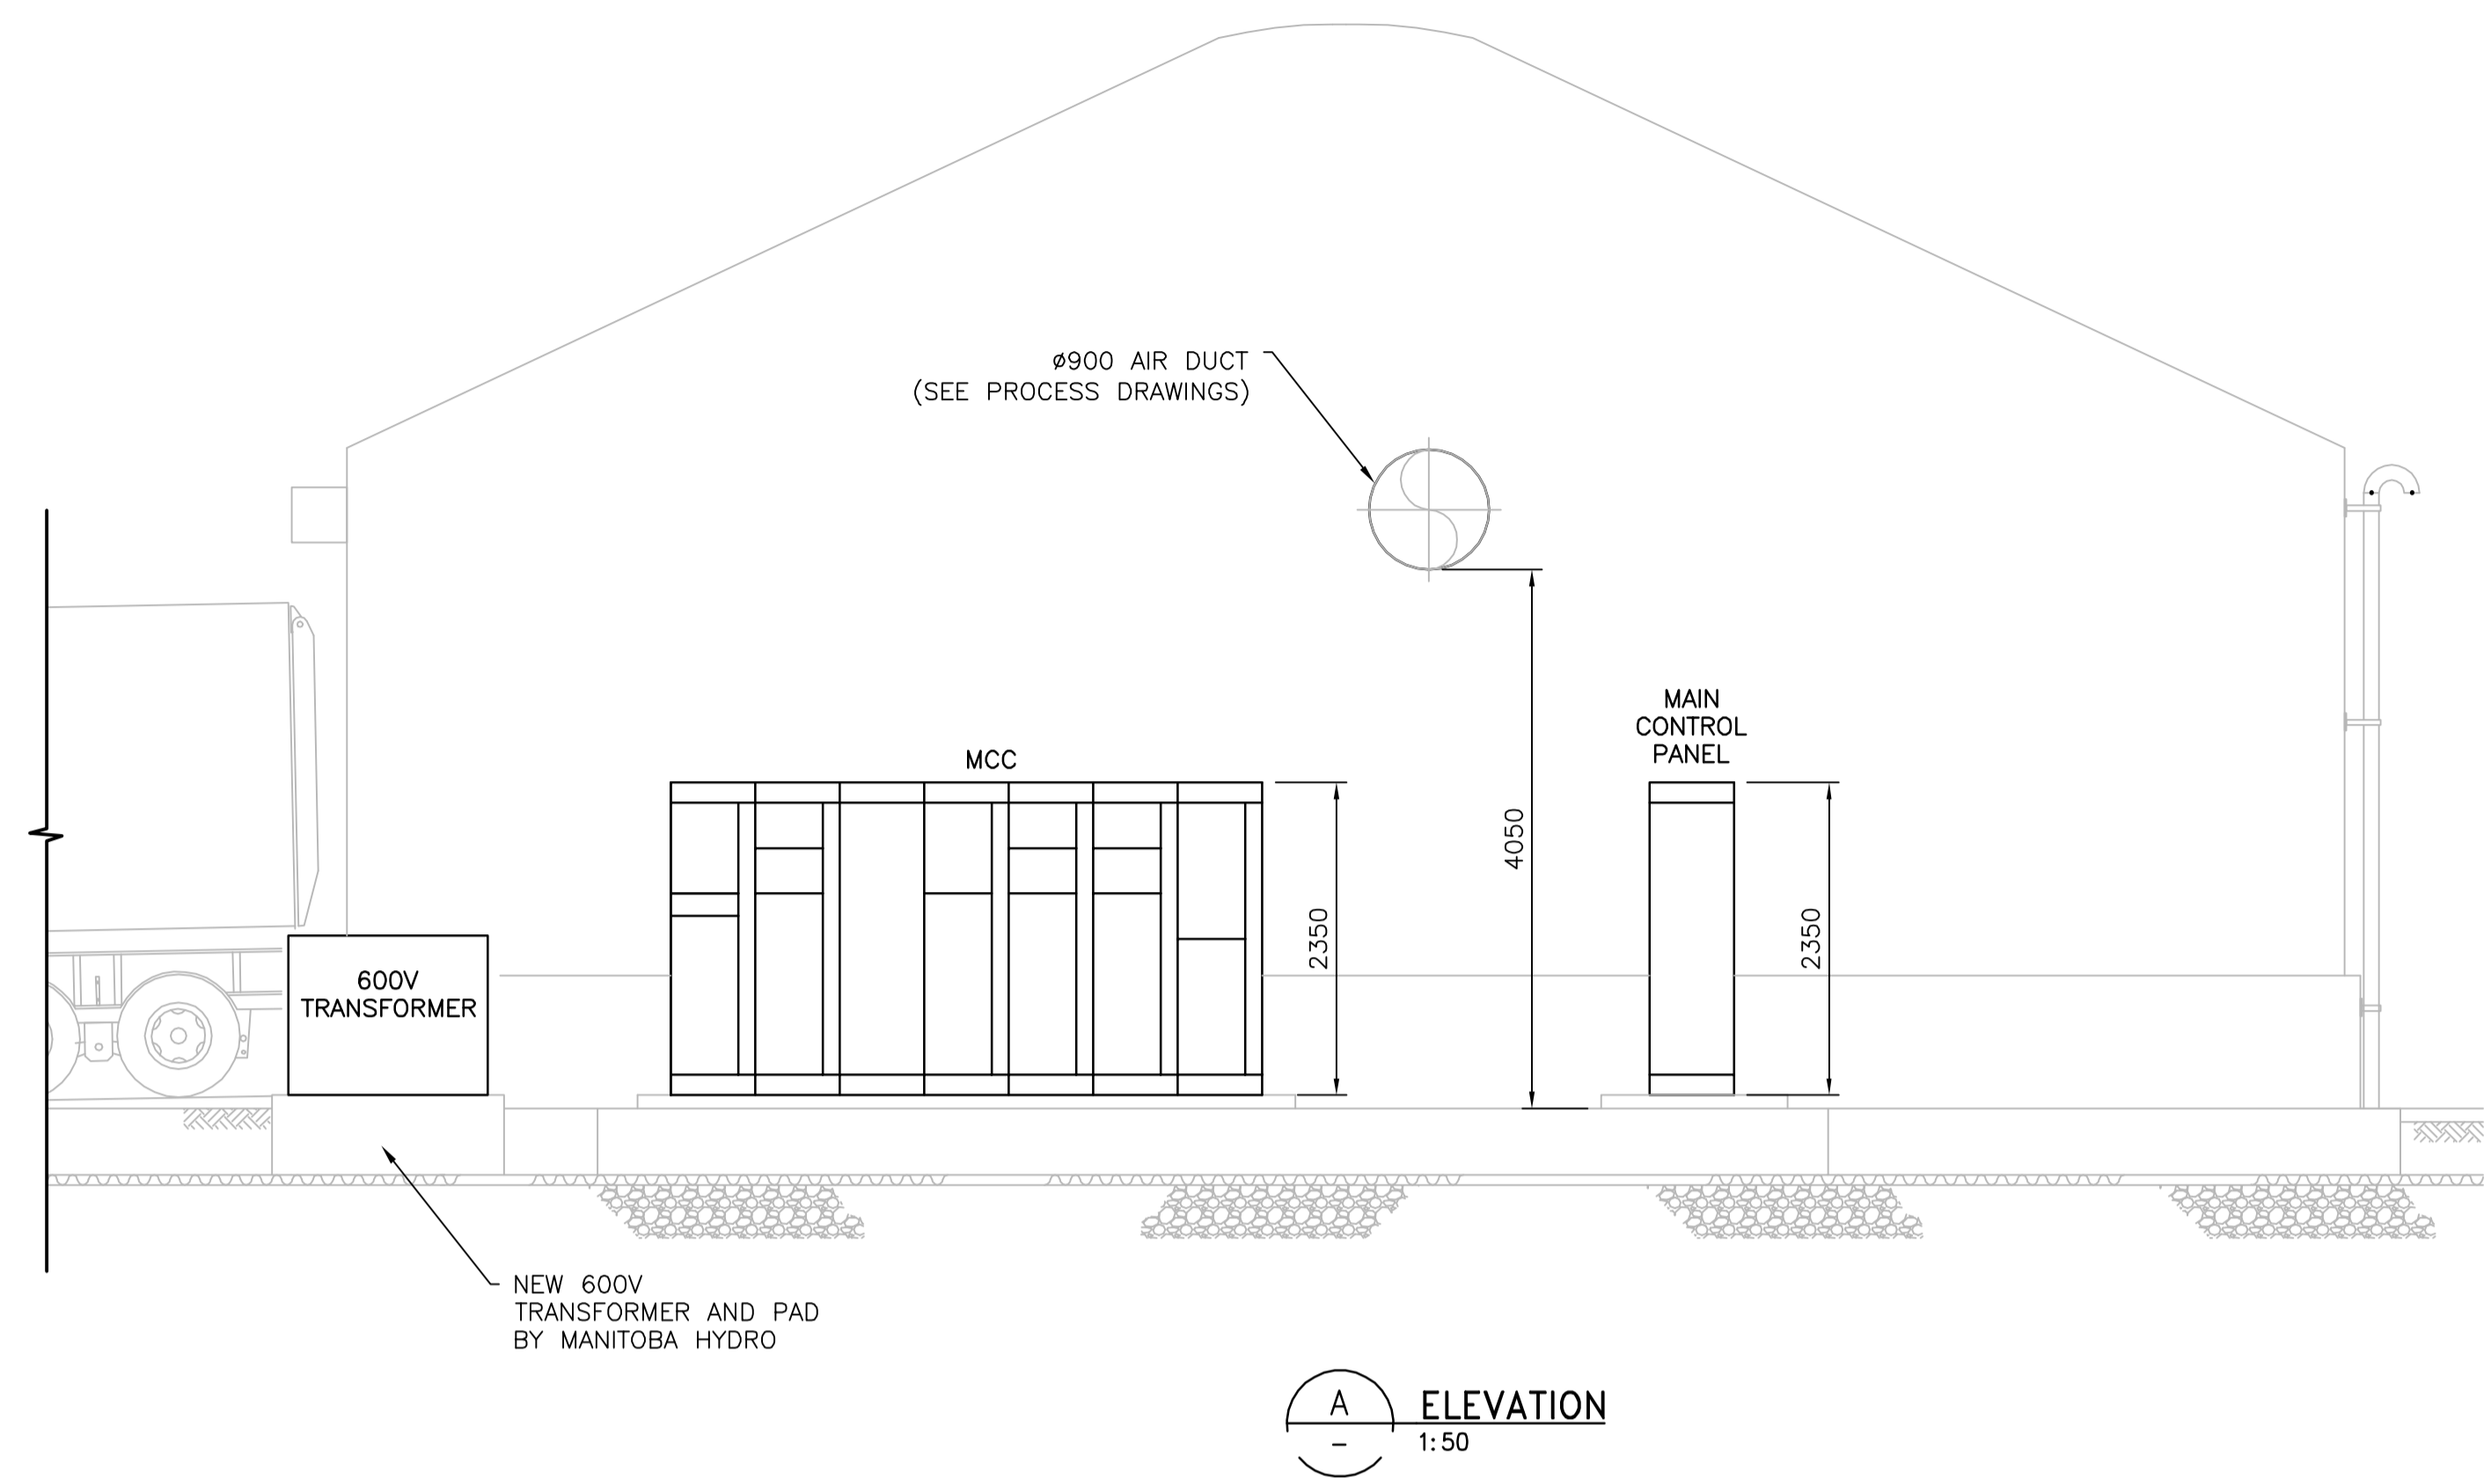 ø900 AIR DUCT
(SEE PROCESS DRAWINGS)
MAIN
CONTROL
PANEL
MCC
4050
2350
2350
600V
TRANSFORMER
NEW 600V
TRANSFORMER AND PAD
BY MANITOBA HYDRO
A
-
ELEVATION
1:50